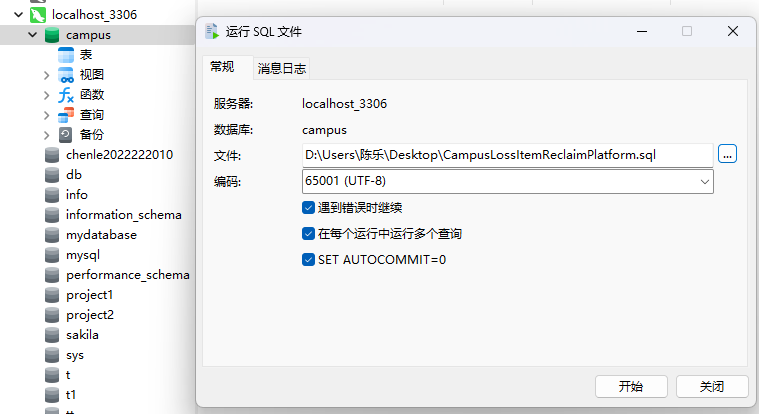 localhost_3306
campus
表
视图
函数
查询
备份
chenle2022222010
db
info
information_schema
mydatabase
mysql
performance_schema
project1
project2
sakila
sys
t
t1
运行 SQL 文件
常规
消息日志
服务器:
localhost_3306
数据库:
campus
文件:
D:\Users\陈乐\Desktop\CampusLossItemReclaimPlatform.sql
...
编码:
65001 (UTF-8)
遇到错误时继续
在每个运行中运行多个查询
SET AUTOCOMMIT=0
开始
关闭